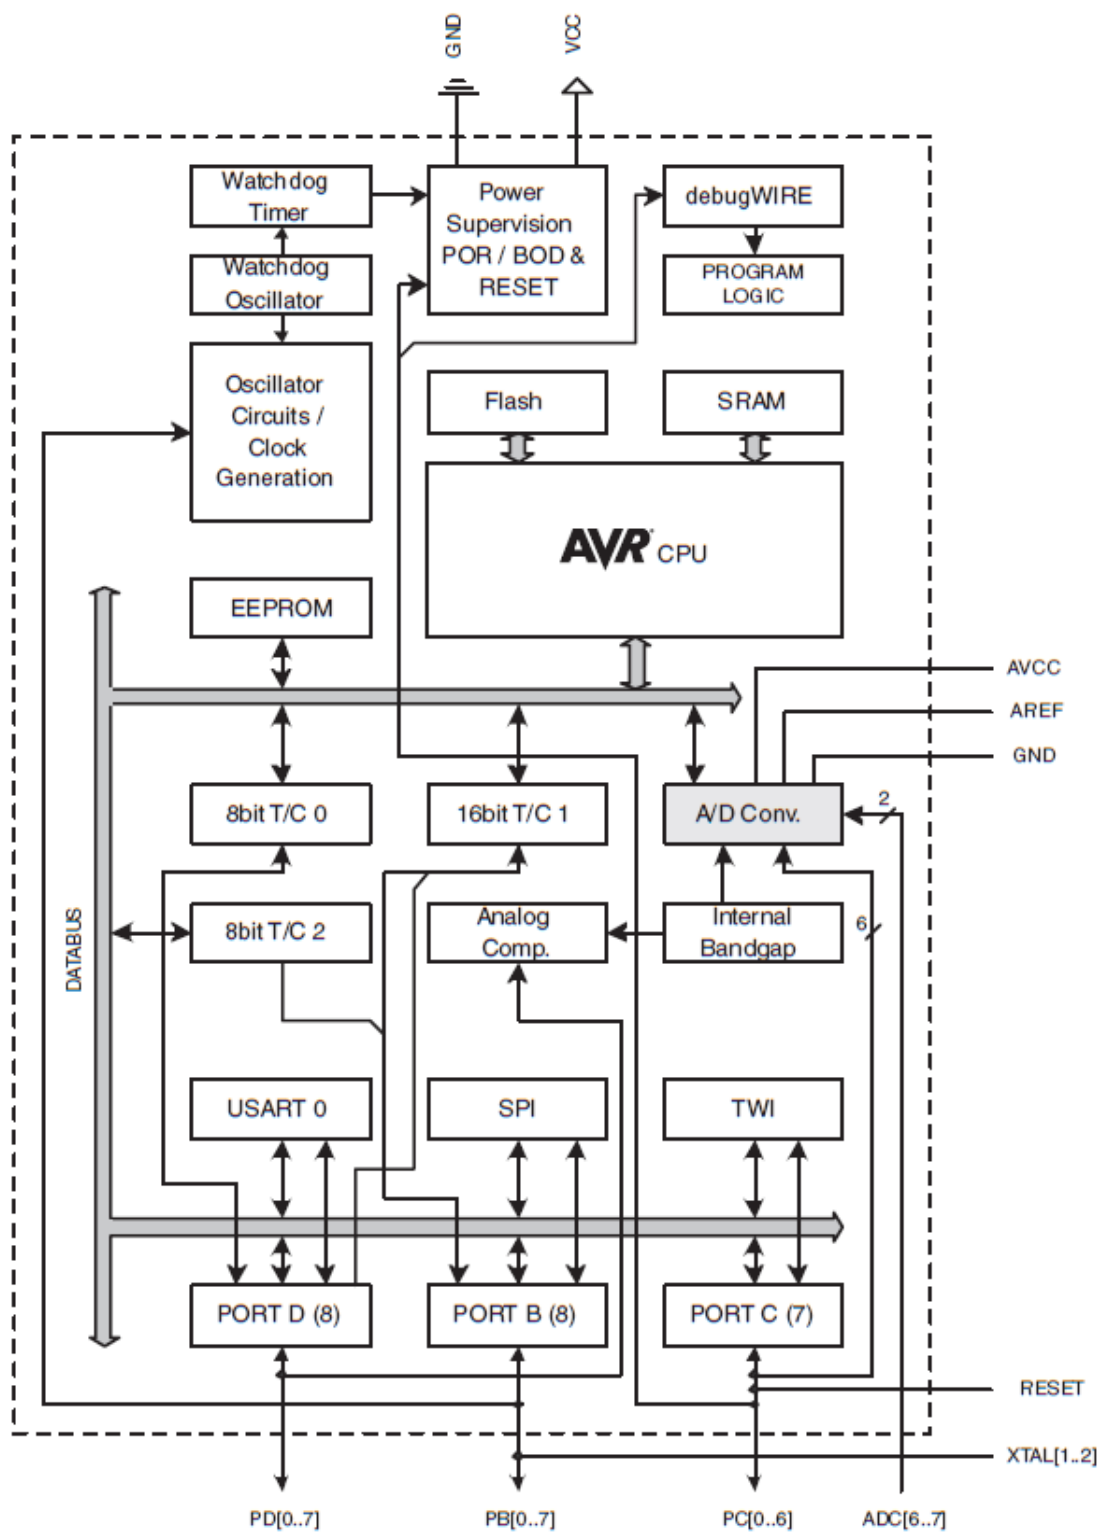 GND
VCC
Watchdog
Timer
Power
Supervision
POR / BOD &
RESET
debugWIRE
Watchdog
Oscillator
PROGRAM
LOGIC
Oscillator
Circuits /
Clock
Generation
Flash
SRAM
AVR® CPU
EEPROM
AVCC
AREF
GND
8bit T/C 0
16bit T/C 1
A/D Conv.
2
DATABUS
8bit T/C 2
Analog
Comp.
Internal
Bandgap
6
USART 0
SPI
TWI
PORT D (8)
PORT B (8)
PORT C (7)
RESET
XTAL[1..2]
PD[0..7]
PB[0..7]
PC[0..6]
ADC[6..7]